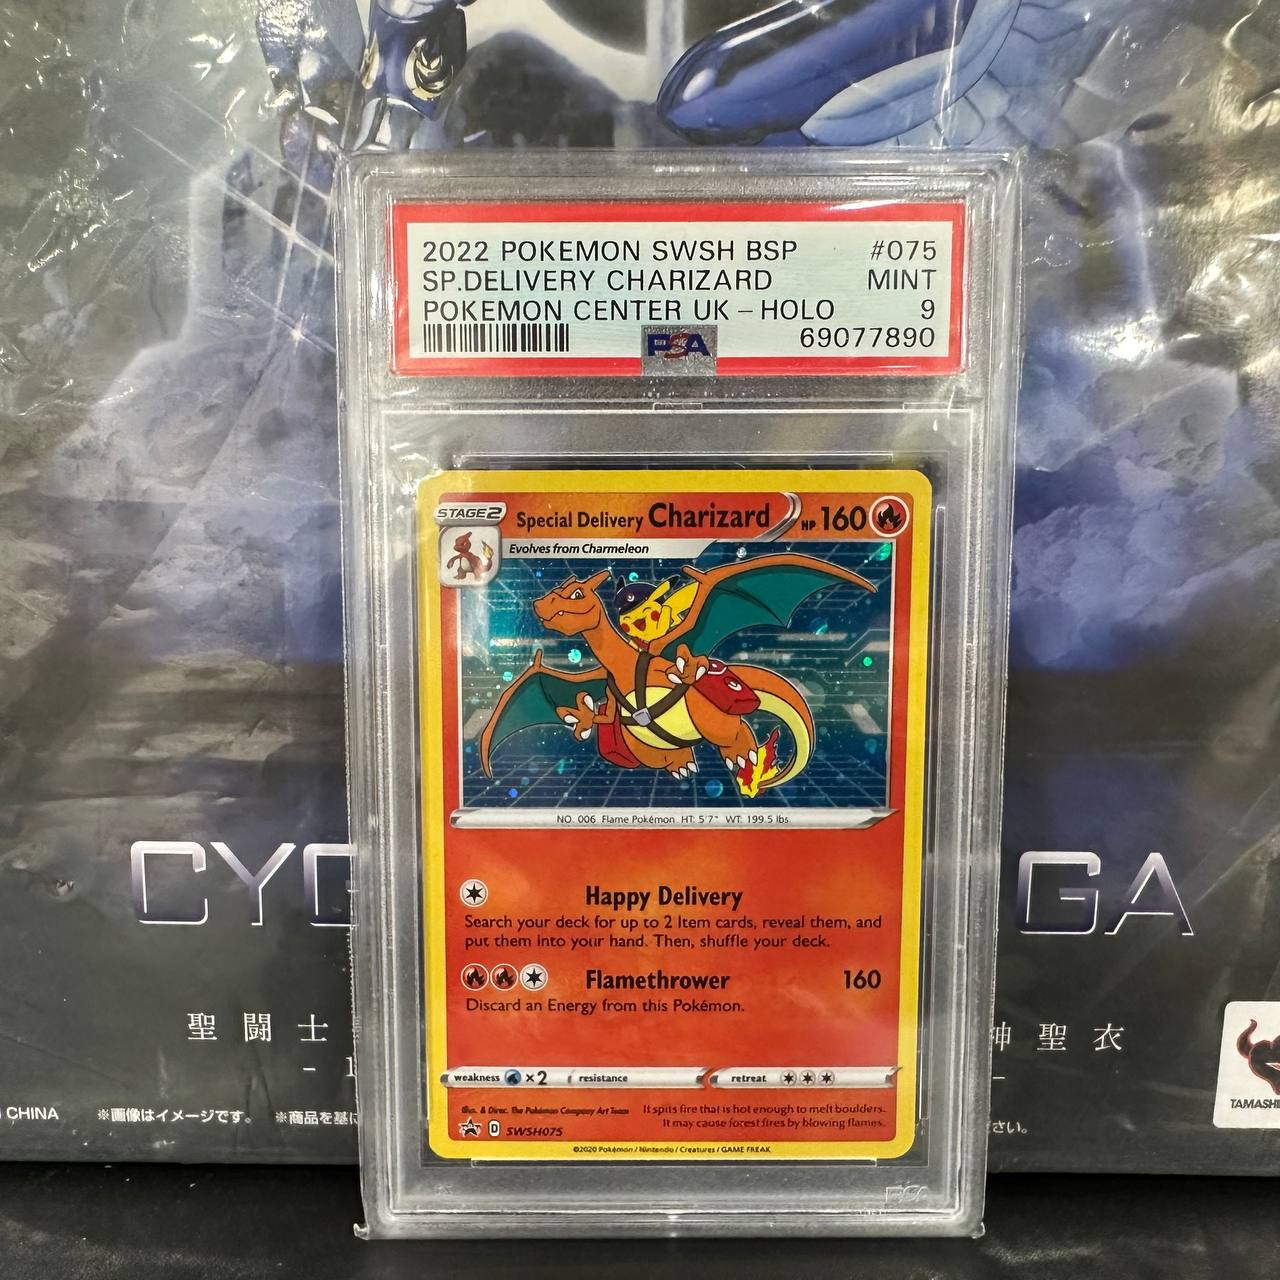 2022 POKEMON SWSH BSP #075
SP.DELIVERY CHARIZARD MINT
POKEMON CENTER UK – HOLO 9
69077890
PSA
STAGE2 Special Delivery Charizard HP 160
Evolves from Charmeleon
NO. 006 Flame Pokémon HT: 5'7" WT: 199.5 lbs
Happy Delivery
Search your deck for up to 2 Item cards, reveal them, and
put them into your hand. Then, shuffle your deck.
Flamethrower 160
Discard an Energy from this Pokémon.
weakness ×2 resistance retreat
Illus. & Direc. The Pokémon Company Art Team
It spits fire that is hot enough to melt boulders.
It may cause forest fires by blowing flames.
D SWSH075
©2020 Pokémon / Nintendo / Creatures / GAME FREAK
PSA
CYG GA
聖闘士 神聖衣
CHINA ※画像はイメージです。 ※商品を基に さい。